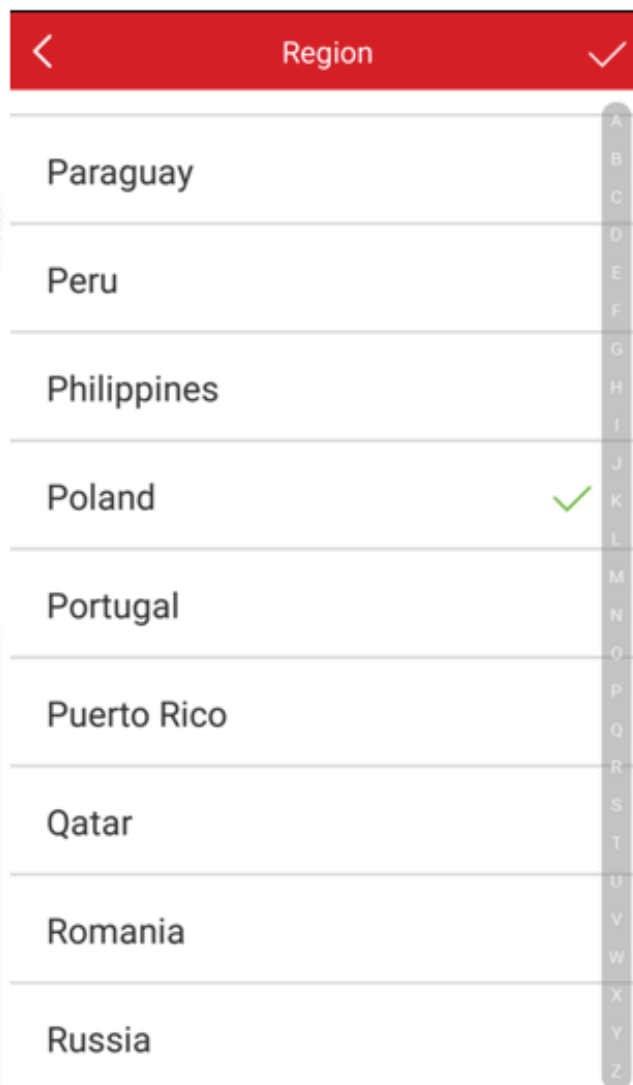 Region
Paraguay
Peru
Philippines
Poland
Portugal
Puerto Rico
Qatar
Romania
Russia
A
B
C
D
E
F
G
H
I
J
K
L
M
N
O
P
Q
R
S
T
U
V
W
X
Y
Z